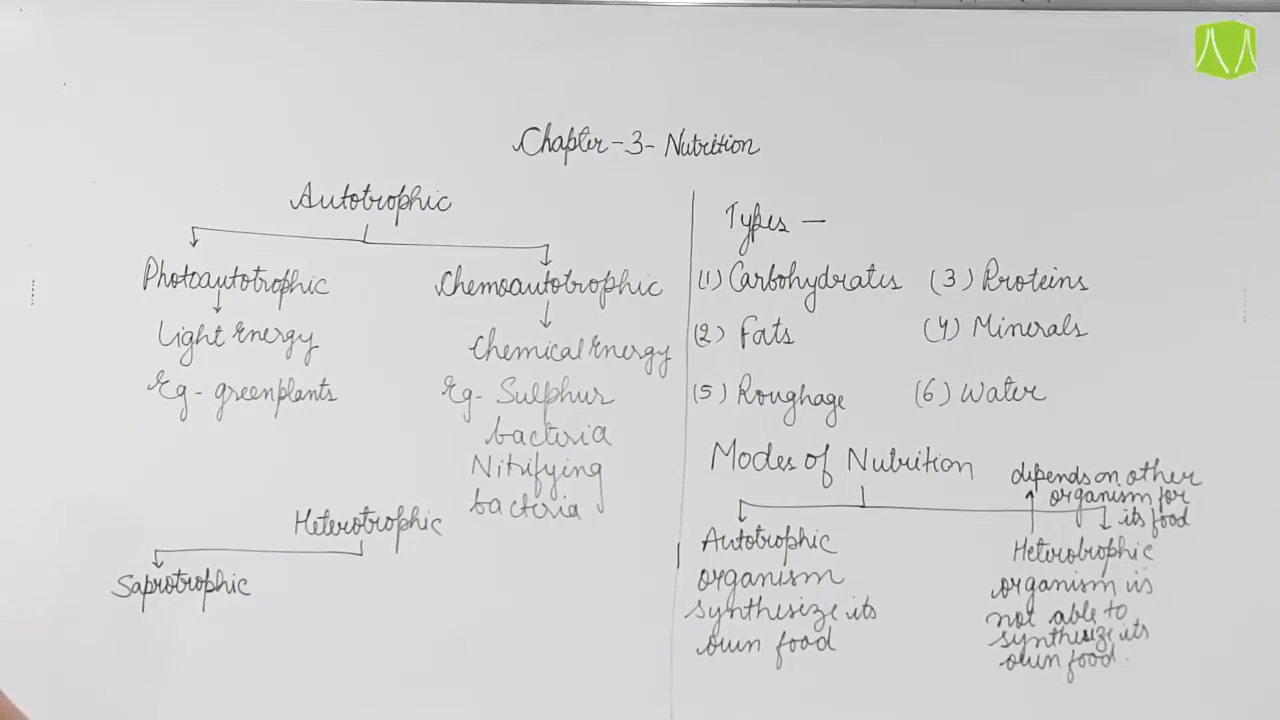 Chapter-3- Nutrition
Autotrophic
Photoautotrophic
Light Energy
Eg- greenplants
Chemoautotrophic
Chemical Energy
Eg- Sulphur
bacteria
Nitrifying
bacteria
Heterotrophic
Saprotrophic
Types —
(1) Carbohydrates (3) Proteins
(2) Fats (4) Minerals
(5) Roughage (6) Water
Modes of Nutrition
Autotrophic
organism
synthesize its
own food
depends on other
organism for
its food
Heterotrophic
organism is
not able to
synthesize its
own food.